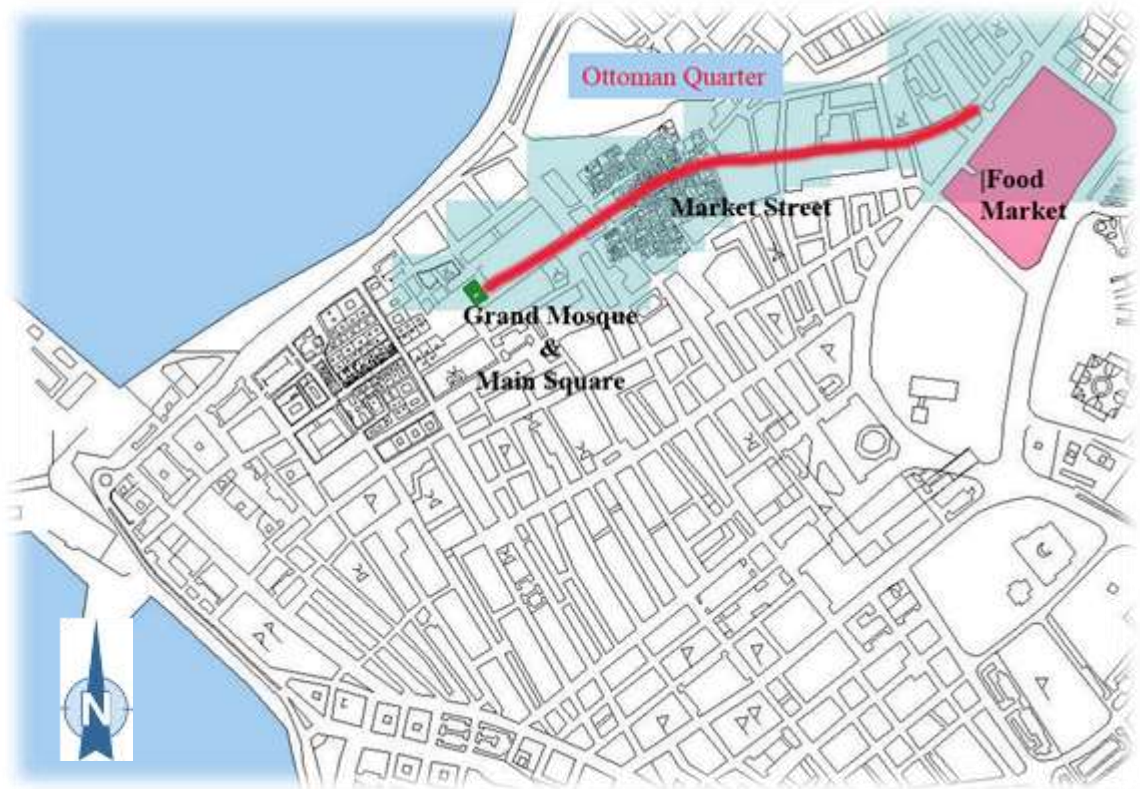 Ottoman Quarter
|Food
Market
Market Street
Grand Mosque
&
Main Square
N